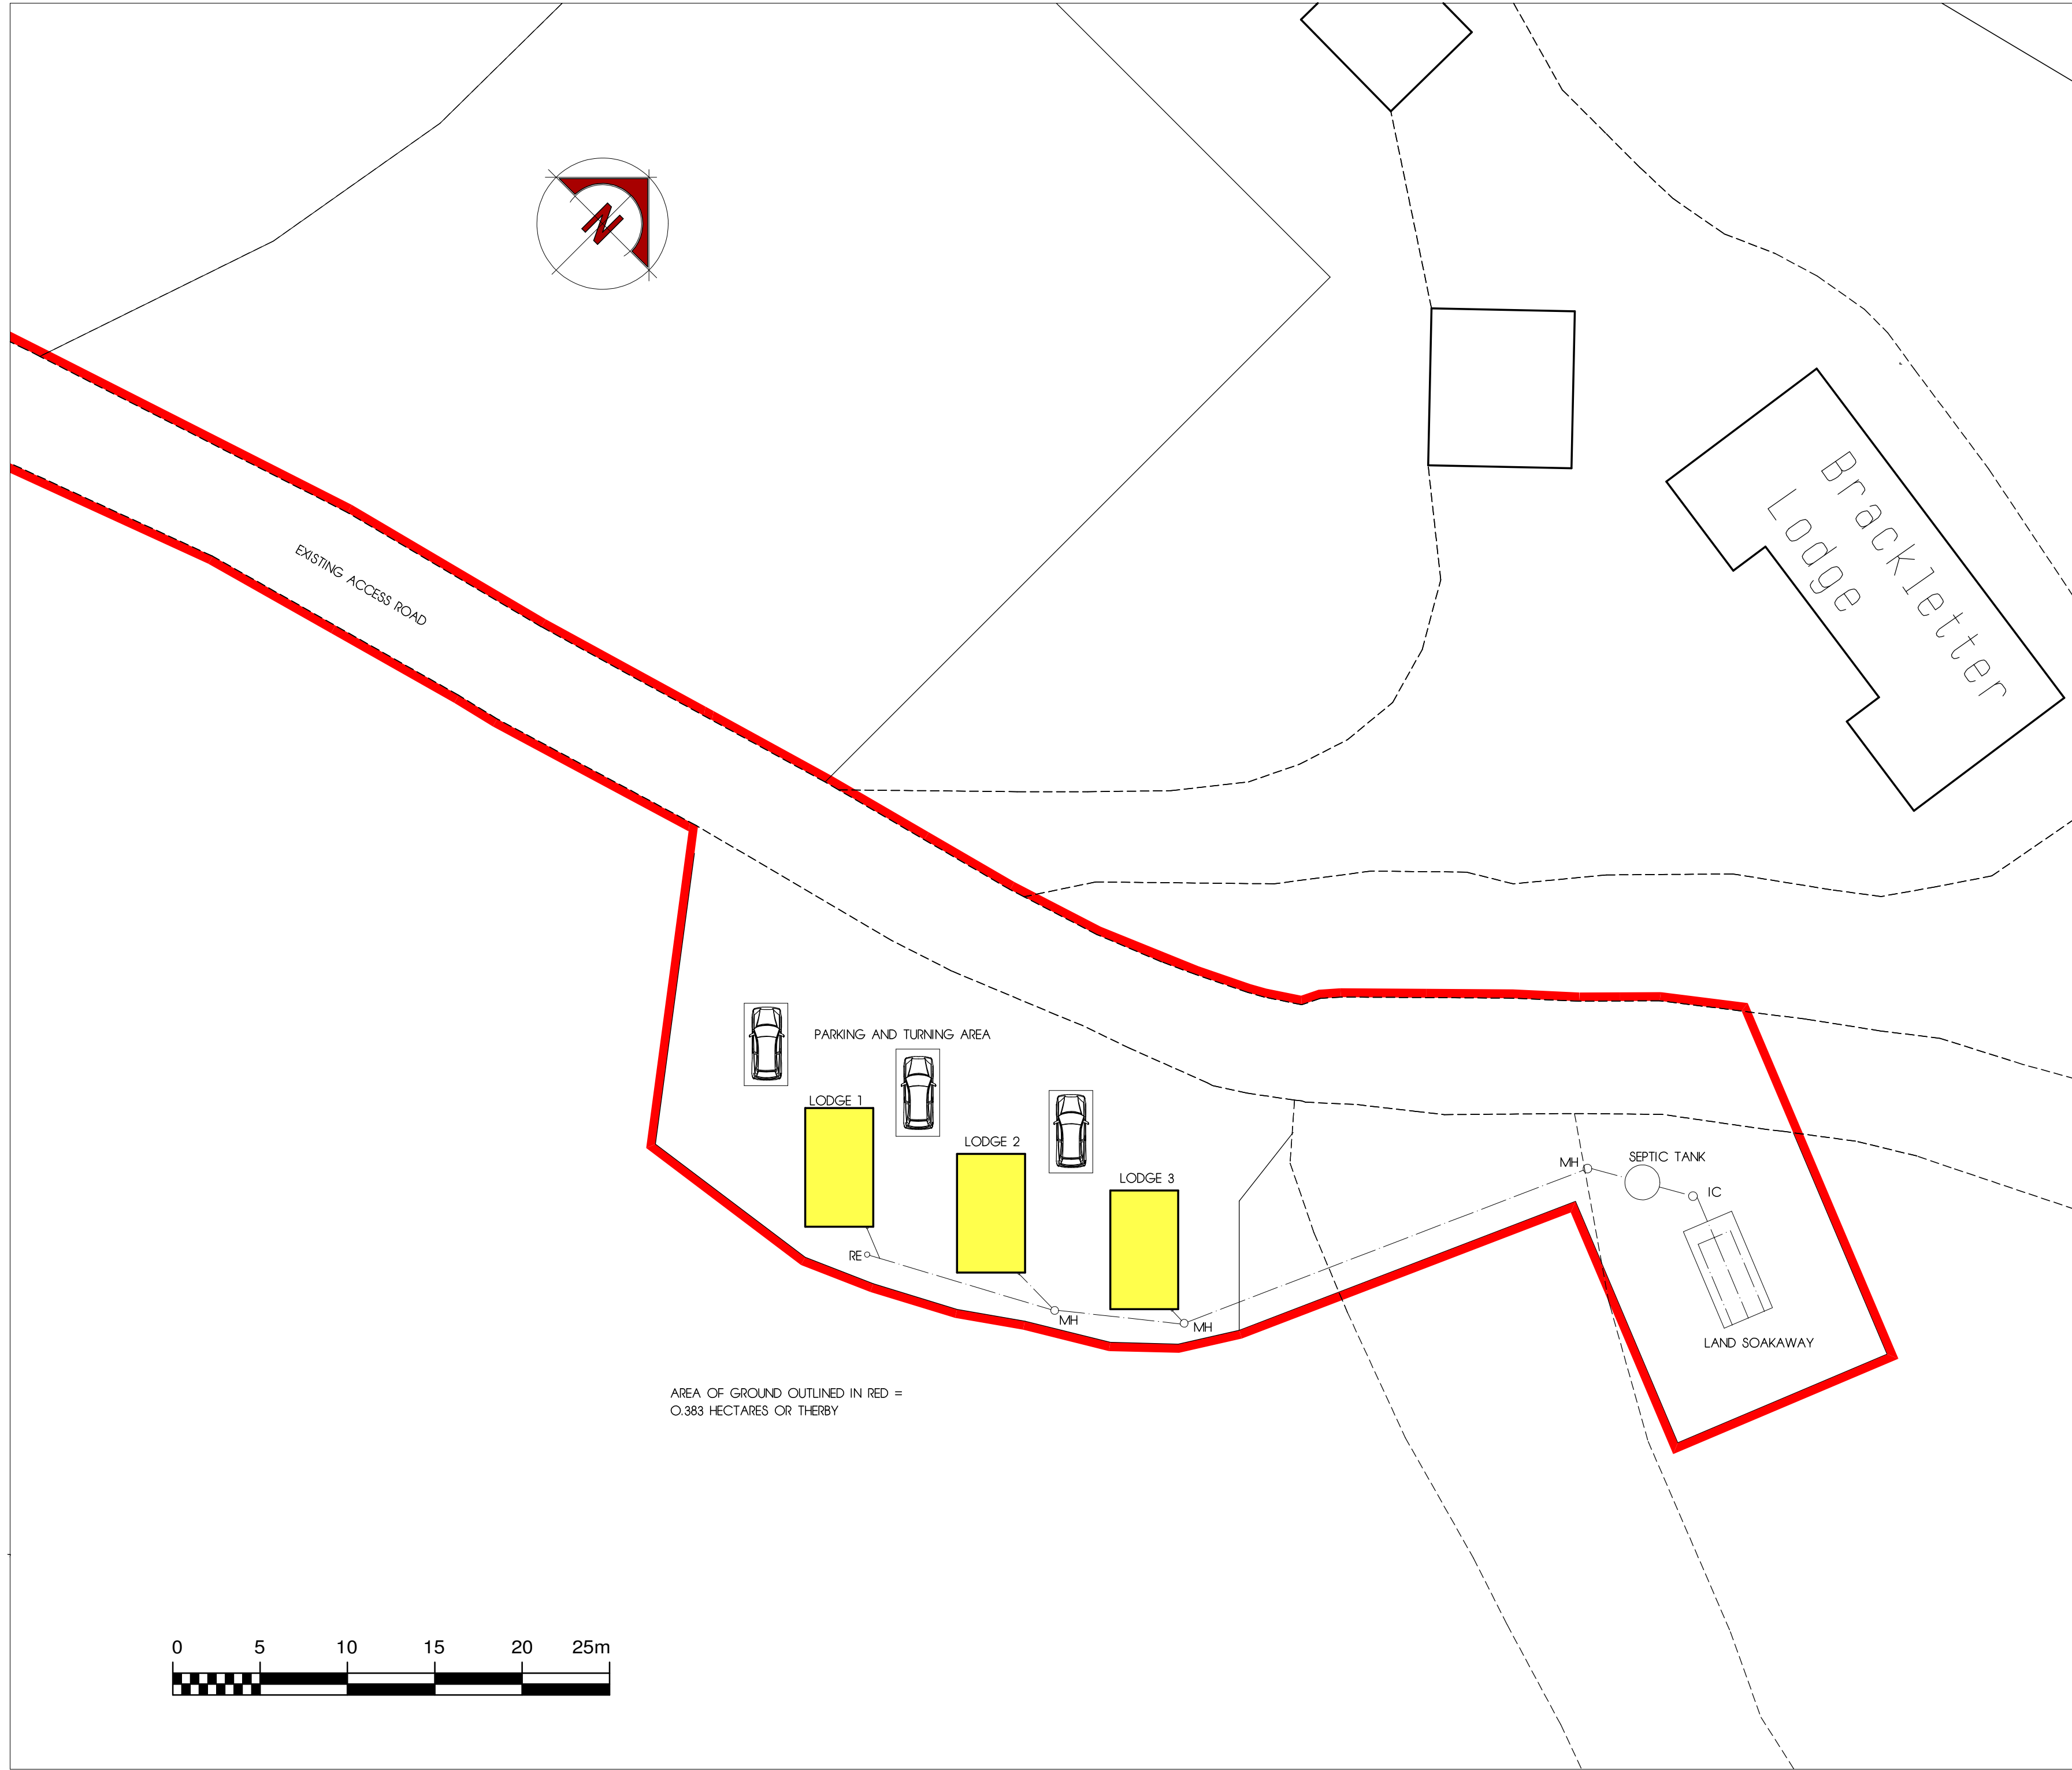 N
Brackletter
Lodge
EXISTING ACCESS ROAD
PARKING AND TURNING AREA
LODGE 1
LODGE 2
LODGE 3
MH
SEPTIC TANK
IC
RE
MH
MH
LAND SOAKAWAY
AREA OF GROUND OUTLINED IN RED =
0.383 HECTARES OR THERBY
0 5 10 15 20 25m